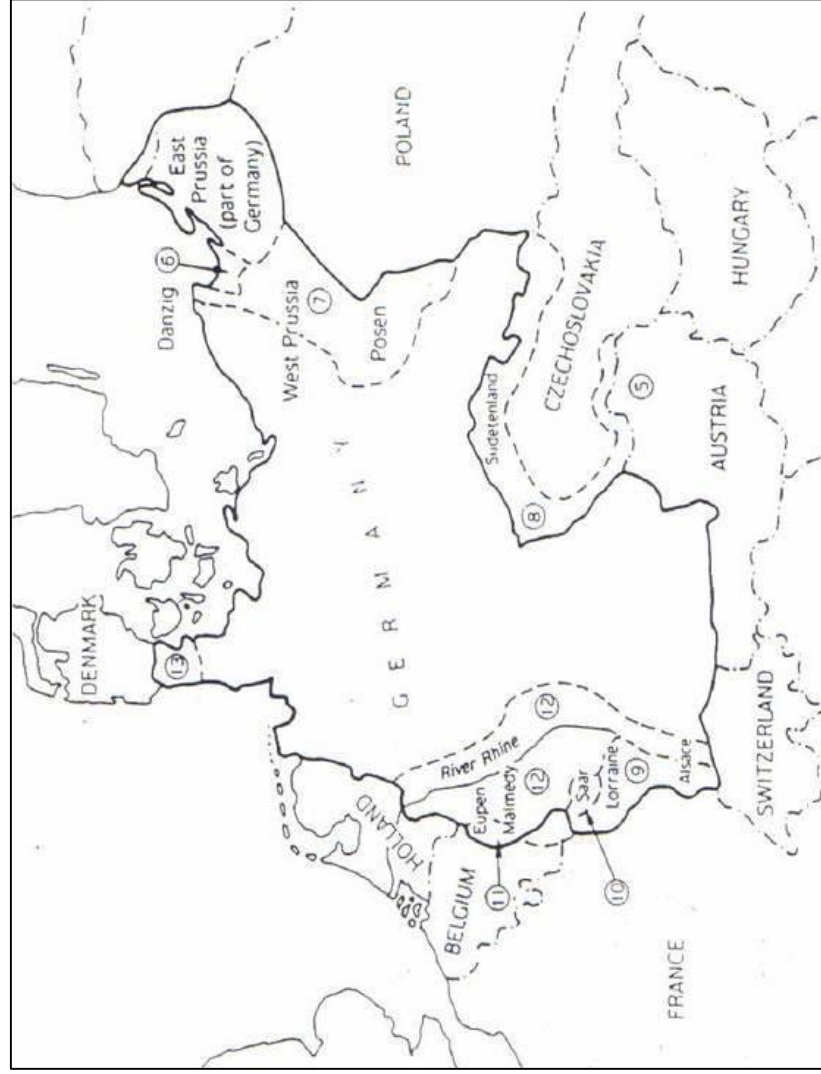 DENMARK
13
Danzig
6
East
Prussia
(part of
Germany)
West Prussia
7
Posen
POLAND
GERMANY
HOLLAND
River Rhine
12
Eupen
Malmedy
12
11
BELGIUM
Saar
10
Lorraine
9
Alsace
FRANCE
SWITZERLAND
Sudetenland
8
CZECHOSLOVAKIA
5
AUSTRIA
HUNGARY